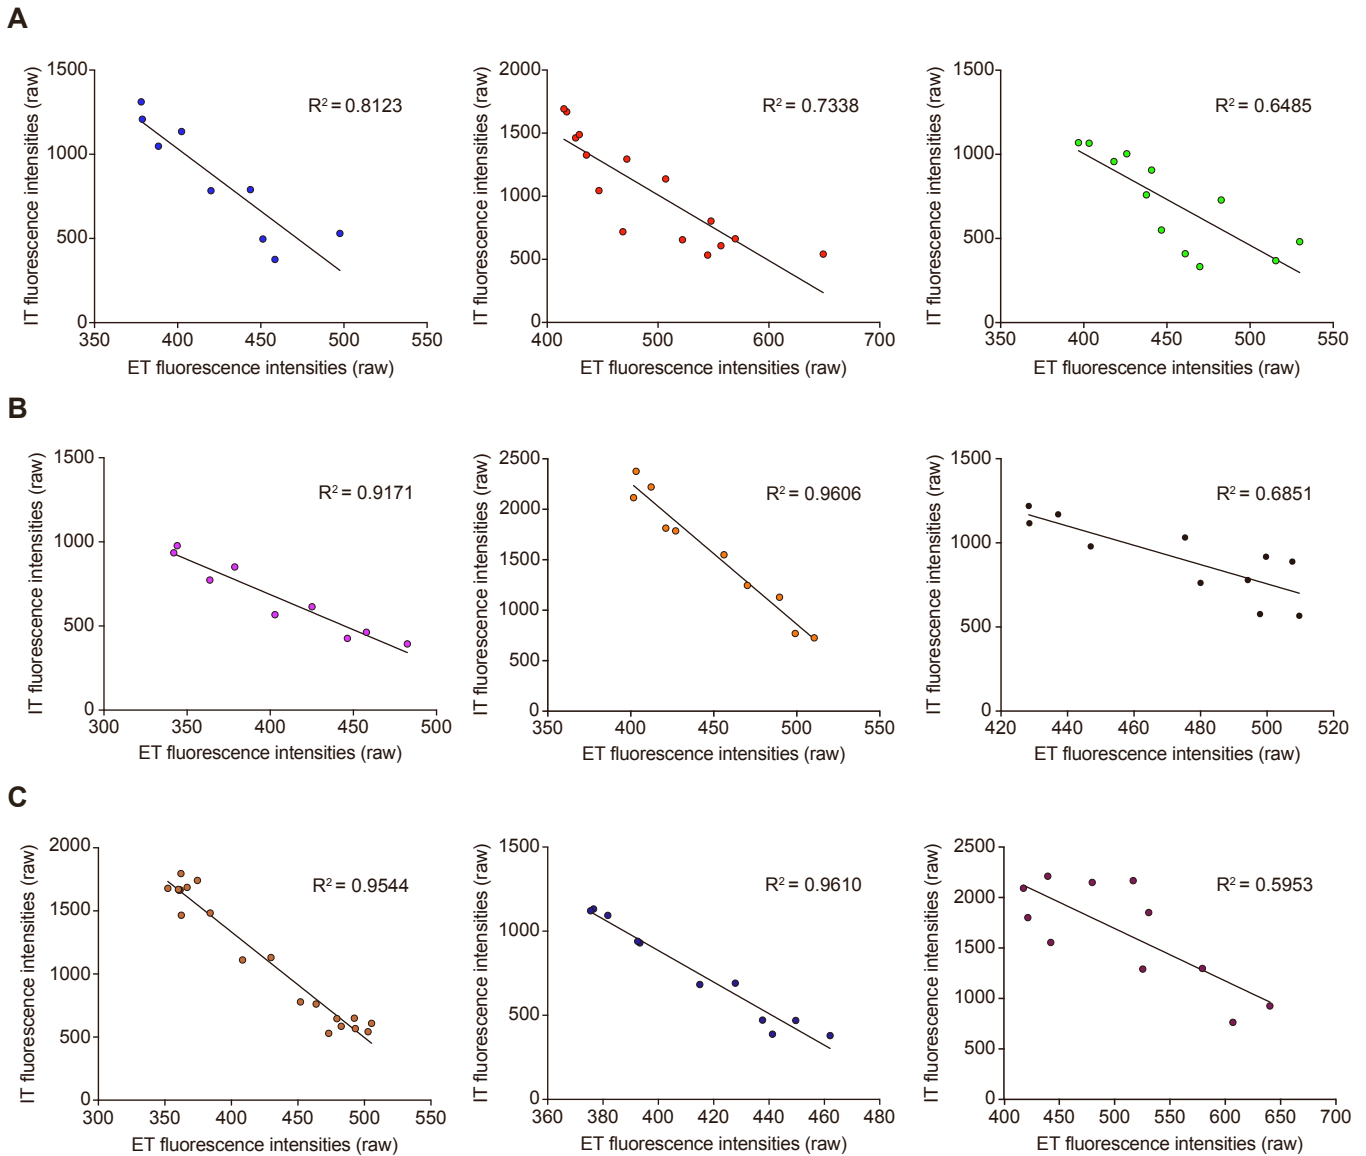 A
IT fluorescence intensities (raw)
1500
1000
500
0
R² = 0.8123
350 400 450 500 550
ET fluorescence intensities (raw)
IT fluorescence intensities (raw)
2000
1500
1000
500
0
R² = 0.7338
400 500 600 700
ET fluorescence intensities (raw)
IT fluorescence intensities (raw)
1500
1000
500
0
R² = 0.6485
350 400 450 500 550
ET fluorescence intensities (raw)
B
IT fluorescence intensities (raw)
1500
1000
500
0
R² = 0.9171
300 350 400 450 500
ET fluorescence intensities (raw)
IT fluorescence intensities (raw)
2500
2000
1500
1000
500
0
R² = 0.9606
350 400 450 500 550
ET fluorescence intensities (raw)
IT fluorescence intensities (raw)
1500
1000
500
0
R² = 0.6851
420 440 460 480 500 520
ET fluorescence intensities (raw)
C
IT fluorescence intensities (raw)
2000
1500
1000
500
0
R² = 0.9544
300 350 400 450 500 550
ET fluorescence intensities (raw)
IT fluorescence intensities (raw)
1500
1000
500
0
R² = 0.9610
360 380 400 420 440 460 480
ET fluorescence intensities (raw)
IT fluorescence intensities (raw)
2500
2000
1500
1000
500
0
R² = 0.5953
400 450 500 550 600 650 700
ET fluorescence intensities (raw)